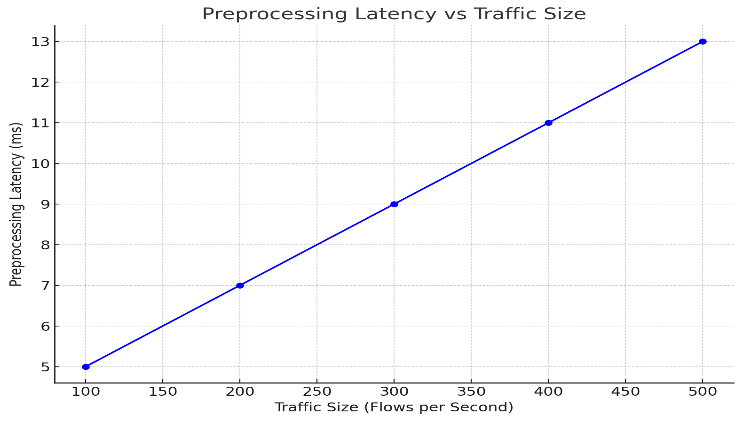 Preprocessing Latency vs Traffic Size
Preprocessing Latency (ms)
13
12
11
10
9
8
7
6
5
100 150 200 250 300 350 400 450 500
Traffic Size (Flows per Second)